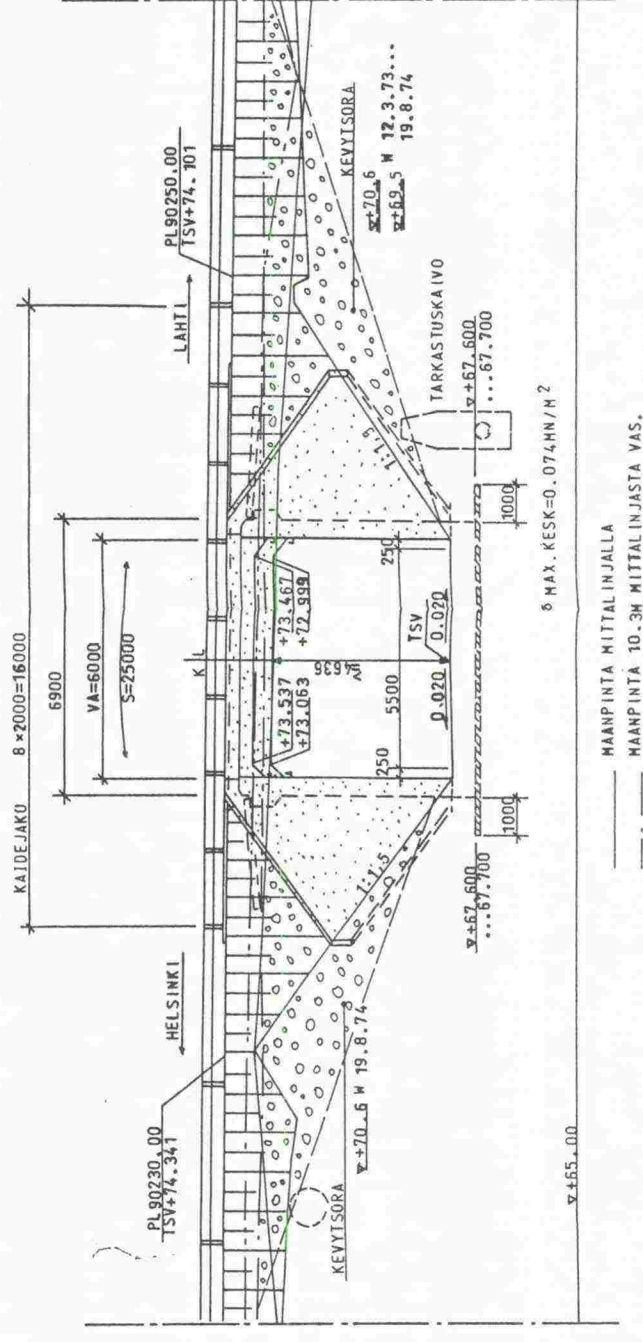 KAIDEJAKO 8×2000=16000
6900
VA=6000
S=25000
K L
HELSINKI
LAHTI
PL90230,00
TSV+74.341
PL90250.00
TSV+74.101
+73.537
+73.063
+73.467
+72.999
4636
5500
250
250
TSV
0.020
0.020
1:1.5
1000
1000
KEVYTSORA
+70.6 W 19.8.74
KEVYTSORA
+70.6 W 12.3.73...
+69.5 19.8.74
TARKASTUSKAIVO
+67.600
...67.700
+67.600
...67.700
δ MAX.KESK=0.074MN/M²
+65.00
MAANPINTA MITTALINJALLA
MAANPINTA 10.3M MITTALINJASTA VAS.